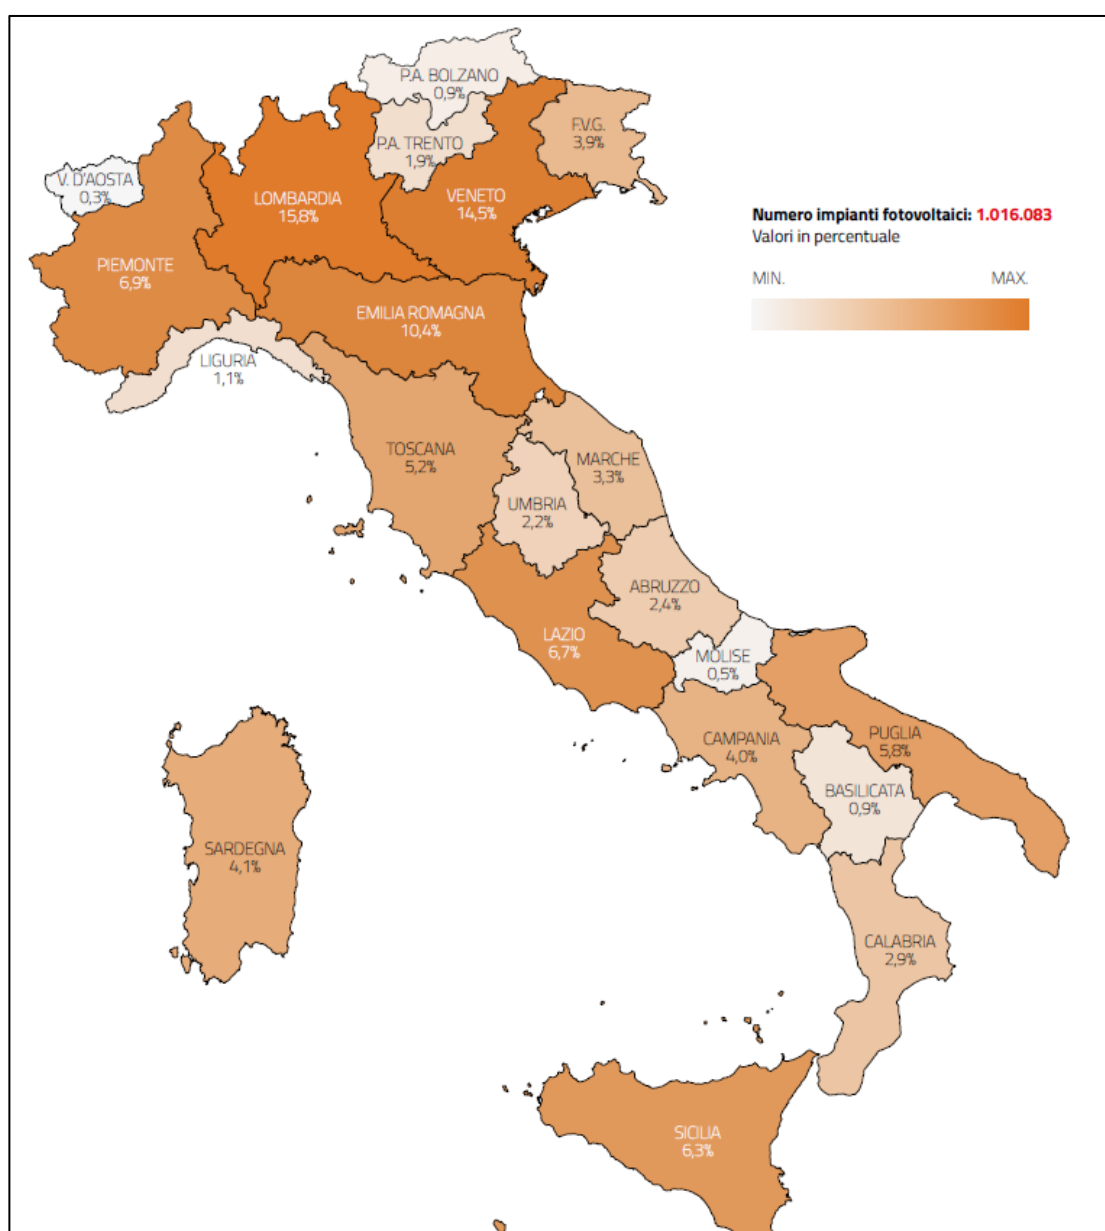 P.A. BOLZANO
0,9%
P.A. TRENTO
1,9%
F.V.G.
3,9%
V. D'AOSTA
0,3%
LOMBARDIA
15,8%
VENETO
14,5%
Numero impianti fotovoltaici: 1.016.083
Valori in percentuale
MIN. MAX.
PIEMONTE
6,9%
EMILIA ROMAGNA
10,4%
LIGURIA
1,1%
TOSCANA
5,2%
MARCHE
3,3%
UMBRIA
2,2%
ABRUZZO
2,4%
LAZIO
6,7%
MOLISE
0,5%
CAMPANIA
4,0%
PUGLIA
5,8%
BASILICATA
0,9%
SARDEGNA
4,1%
CALABRIA
2,9%
SICILIA
6,3%